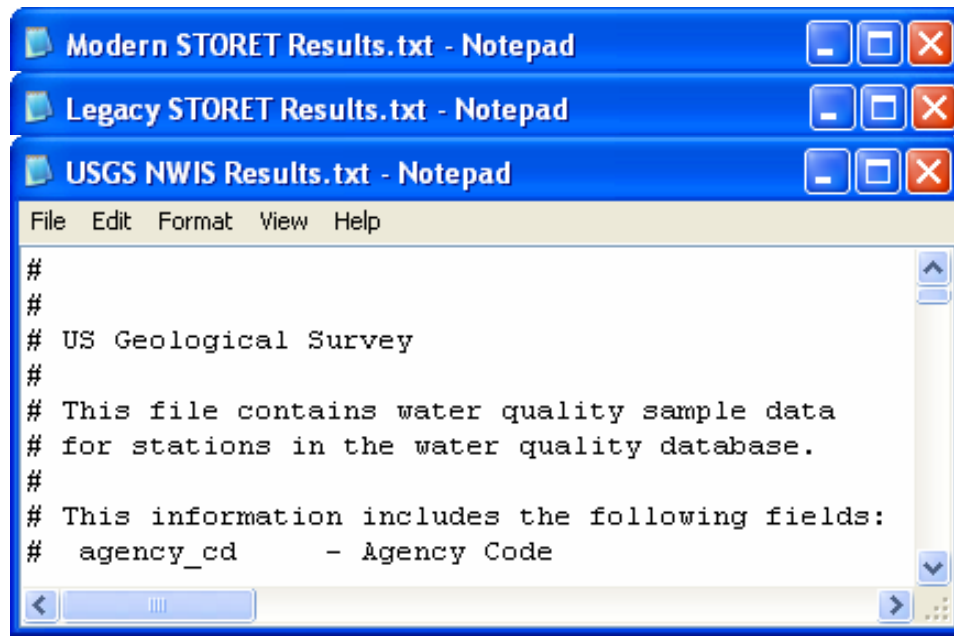 Modern STORET Results.txt - Notepad
Legacy STORET Results.txt - Notepad
USGS NWIS Results.txt - Notepad
File Edit Format View Help
#
#
# US Geological Survey
#
# This file contains water quality sample data
# for stations in the water quality database.
#
# This information includes the following fields:
#  agency_cd     - Agency Code